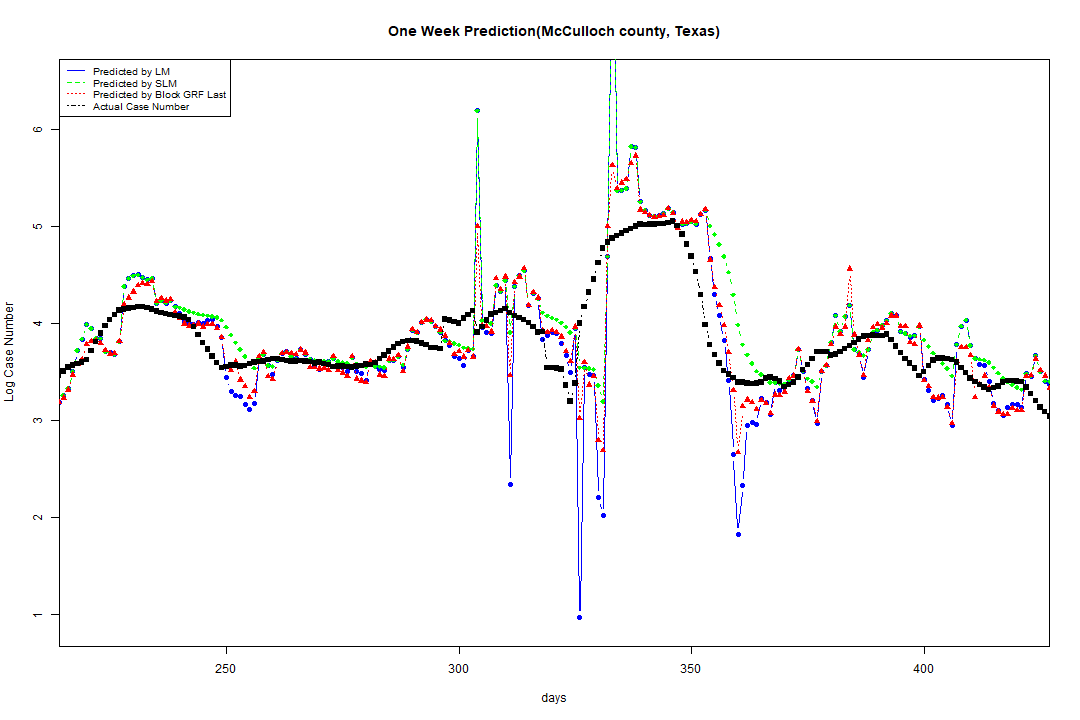 One Week Prediction(McCulloch county, Texas)
Predicted by LM
Predicted by SLM
Predicted by Block GRF Last
Actual Case Number
Log Case Number
6
5
4
3
2
1
250 300 350 400
days